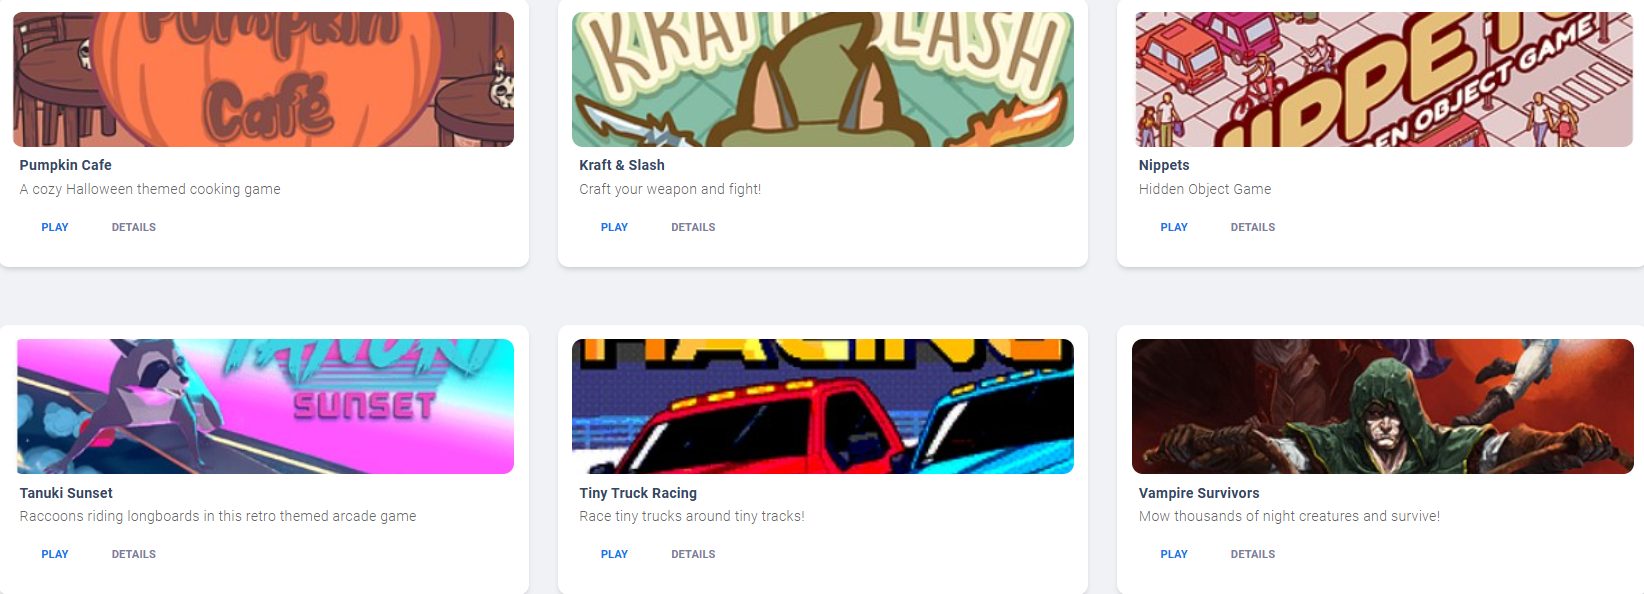 Pumpkin
Café
Pumpkin Cafe
A cozy Halloween themed cooking game
PLAY DETAILS
SLASH
Kraft & Slash
Craft your weapon and fight!
PLAY DETAILS
OBJECT GAME
Nippets
Hidden Object Game
PLAY DETAILS
TANUKI
SUNSET
Tanuki Sunset
Raccoons riding longboards in this retro themed arcade game
PLAY DETAILS
RACING
Tiny Truck Racing
Race tiny trucks around tiny tracks!
PLAY DETAILS
Vampire Survivors
Mow thousands of night creatures and survive!
PLAY DETAILS